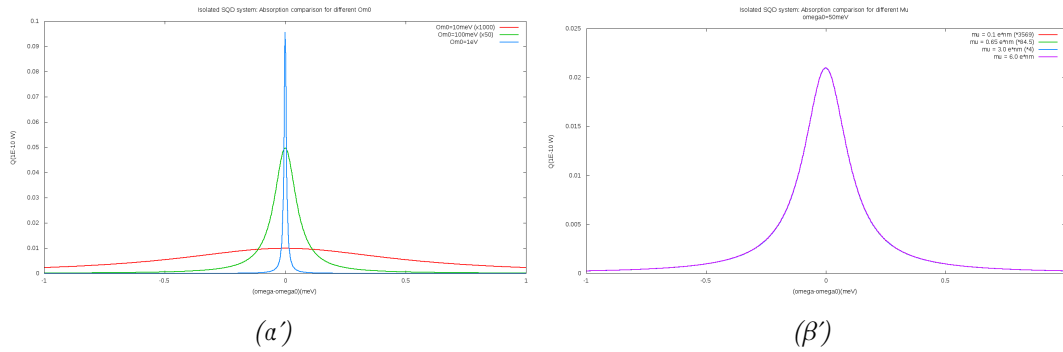 Isolated SQD system: Absorption comparison for different Om0
Om0=10meV (x1000)
Om0=100meV (x50)
Om0=1eV
Q(1E-10 W)
0.1
0.09
0.08
0.07
0.06
0.05
0.04
0.03
0.02
0.01
0
-1
-0.5
0
0.5
1
(omega-omega0)(meV)
(α′)
Isolated SQD system: Absorption comparison for different Mu
omega0=50meV
mu = 0.1 e*nm (*3569)
mu = 0.65 e*nm (*84.5)
mu = 3.0 e*nm (*4)
mu = 6.0 e*nm
Q(1E-10 W)
0.025
0.02
0.015
0.01
0.005
0
-1
-0.5
0
0.5
(omega-omega0)(meV)
(β′)